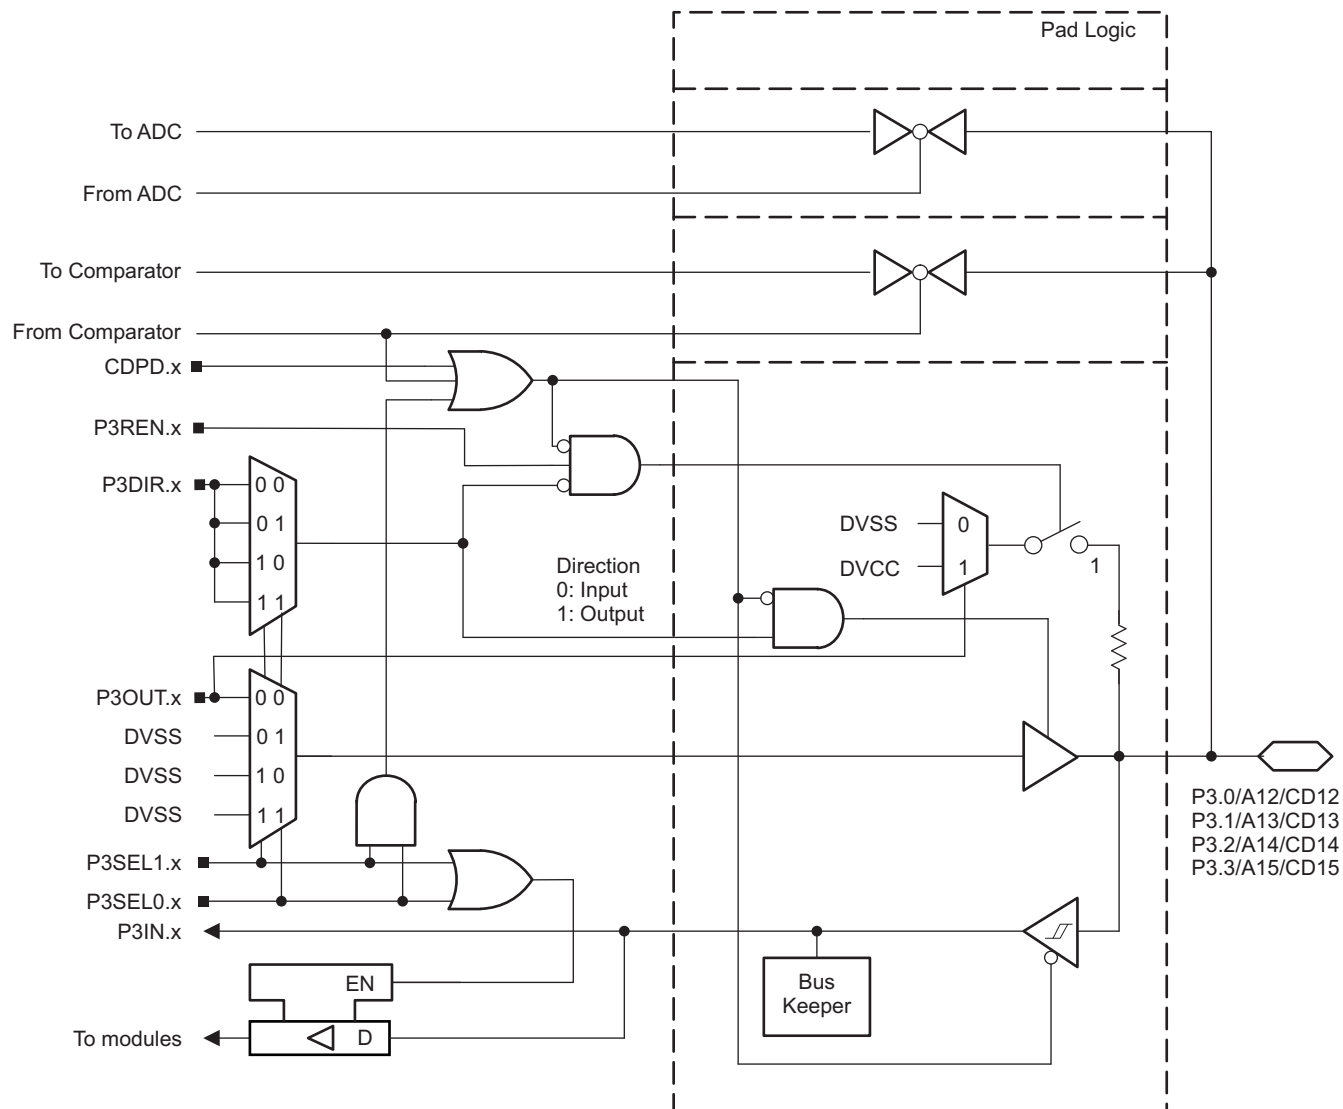 Pad Logic
To ADC
From ADC
To Comparator
From Comparator
CDPD.x
P3REN.x
P3DIR.x
0 0
0 1
1 0
1 1
Direction
0: Input
1: Output
DVSS
0
DVCC
1
1
P3OUT.x
0 0
DVSS
0 1
DVSS
1 0
DVSS
1 1
P3.0/A12/CD12
P3.1/A13/CD13
P3.2/A14/CD14
P3.3/A15/CD15
P3SEL1.x
P3SEL0.x
P3IN.x
Bus
Keeper
EN
To modules
D